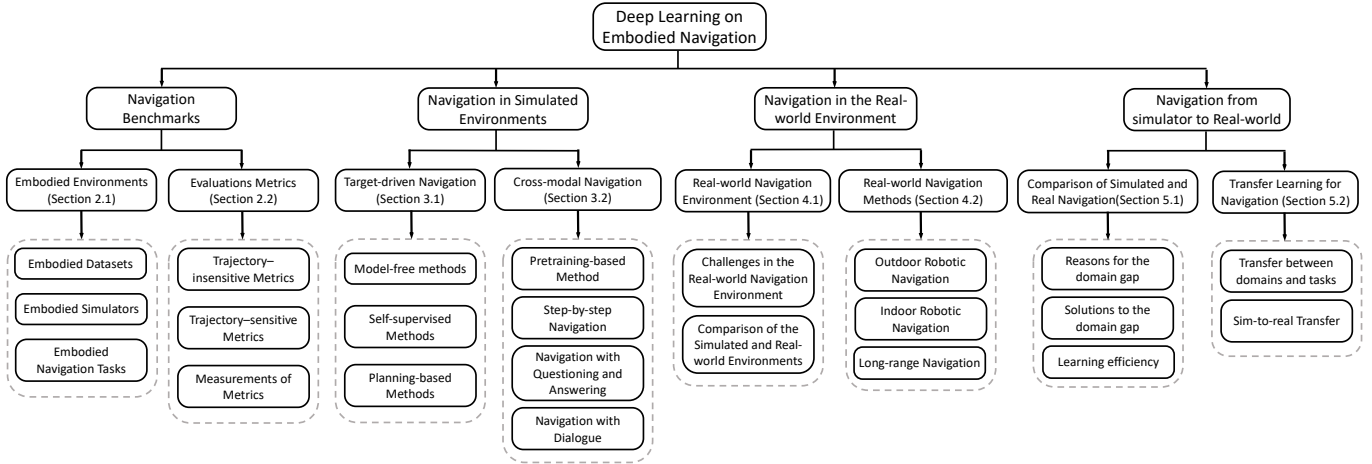 Deep Learning on
Embodied Navigation
Navigation
Benchmarks
Navigation in Simulated
Environments
Navigation in the Real-
world Environment
Navigation from
simulator to Real-world
Embodied Environments
(Section 2.1)
Evaluations Metrics
(Section 2.2)
Target-driven Navigation
(Section 3.1)
Cross-modal Navigation
(Section 3.2)
Real-world Navigation
Environment (Section 4.1)
Real-world Navigation
Methods (Section 4.2)
Comparison of Simulated and
Real Navigation(Section 5.1)
Transfer Learning for
Navigation (Section 5.2)
Embodied Datasets
Embodied Simulators
Embodied
Navigation Tasks
Trajectory–
insensitive Metrics
Trajectory–sensitive
Metrics
Measurements of
Metrics
Model-free methods
Self-supervised
Methods
Planning-based
Methods
Pretraining-based
Method
Step-by-step
Navigation
Navigation with
Questioning and
Answering
Navigation with
Dialogue
Challenges in the
Real-world Navigation
Environment
Comparison of the
Simulated and Real-
world Environments
Outdoor Robotic
Navigation
Indoor Robotic
Navigation
Long-range Navigation
Reasons for the
domain gap
Solutions to the
domain gap
Learning efficiency
Transfer between
domains and tasks
Sim-to-real Transfer